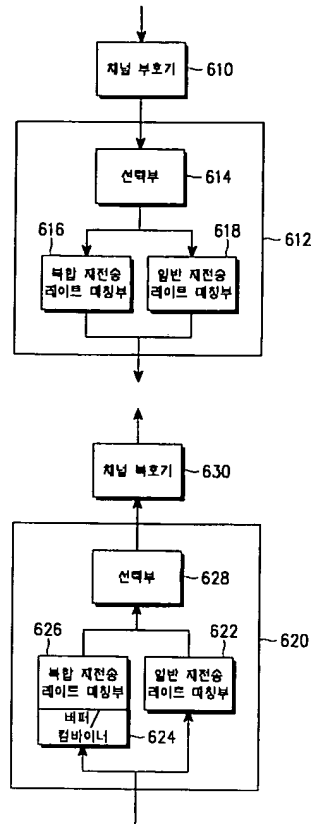 채널 부호기
610
선택부
614
612
616
618
복합 재전송
레이트 매칭부
일반 재전송
레이트 매칭부
채널 복호기
630
선택부
628
626
622
620
복합 재전송
레이트 매칭부
일반 재전송
레이트 매칭부
버퍼/
컴바이너
624